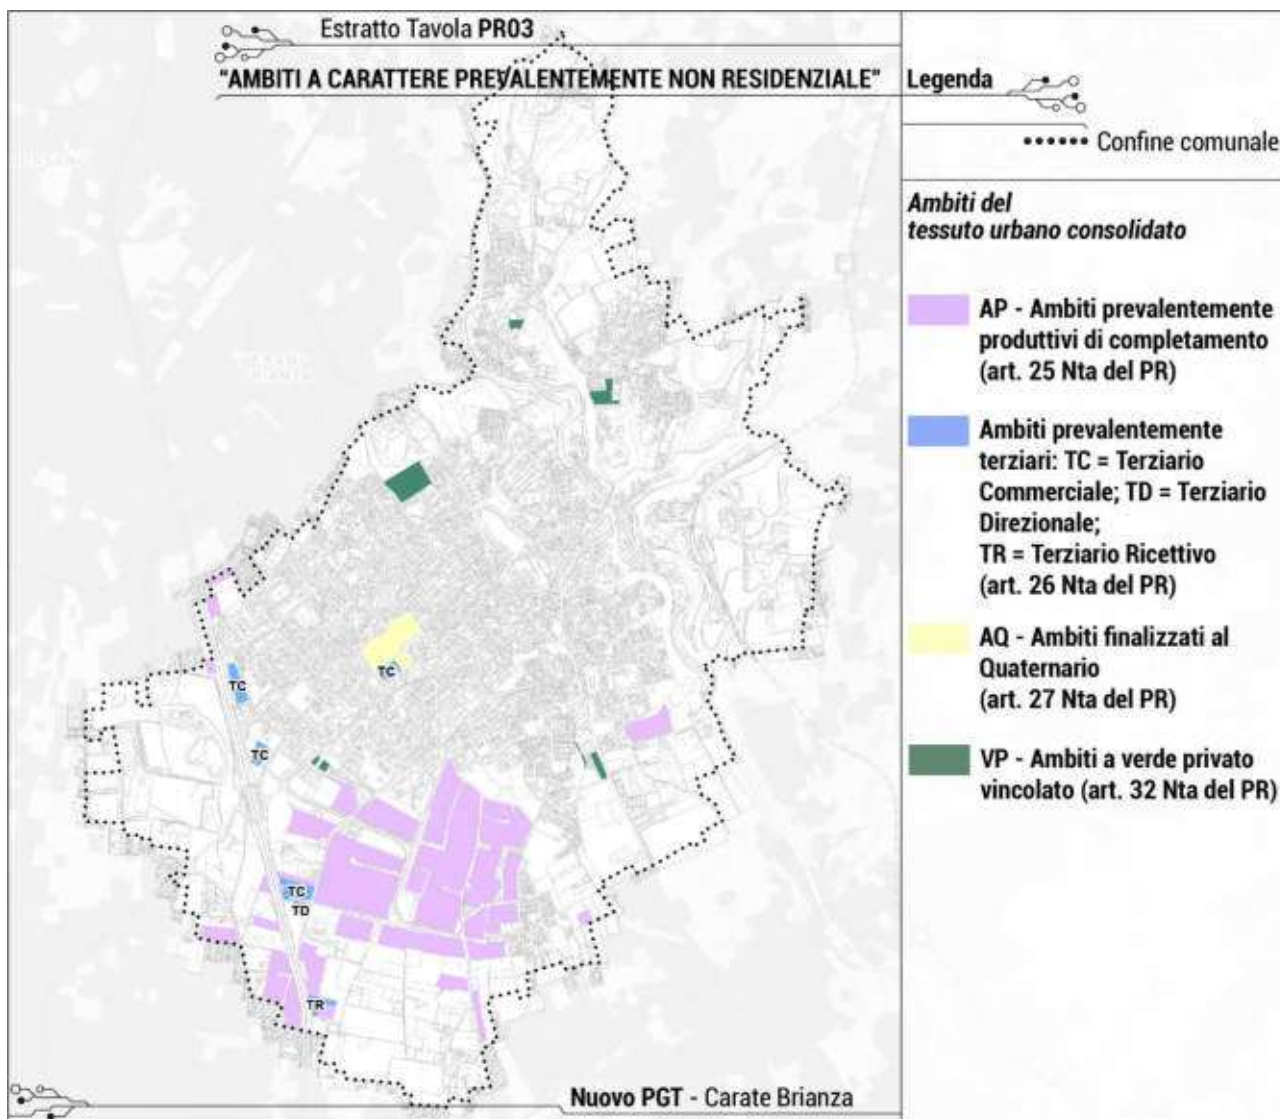 Estratto Tavola PR03
"AMBITI A CARATTERE PREVALENTEMENTE NON RESIDENZIALE"
Legenda
Confine comunale
Ambiti del
tessuto urbano consolidato
AP - Ambiti prevalentemente
produttivi di completamento
(art. 25 Nta del PR)
Ambiti prevalentemente
terziari: TC = Terziario
Commerciale; TD = Terziario
Direzionale;
TR = Terziario Ricettivo
(art. 26 Nta del PR)
AQ - Ambiti finalizzati al
Quaternario
(art. 27 Nta del PR)
VP - Ambiti a verde privato
vincolato (art. 32 Nta del PR)
TC
TC
TC
TC
TD
TR
Nuovo PGT - Carate Brianza